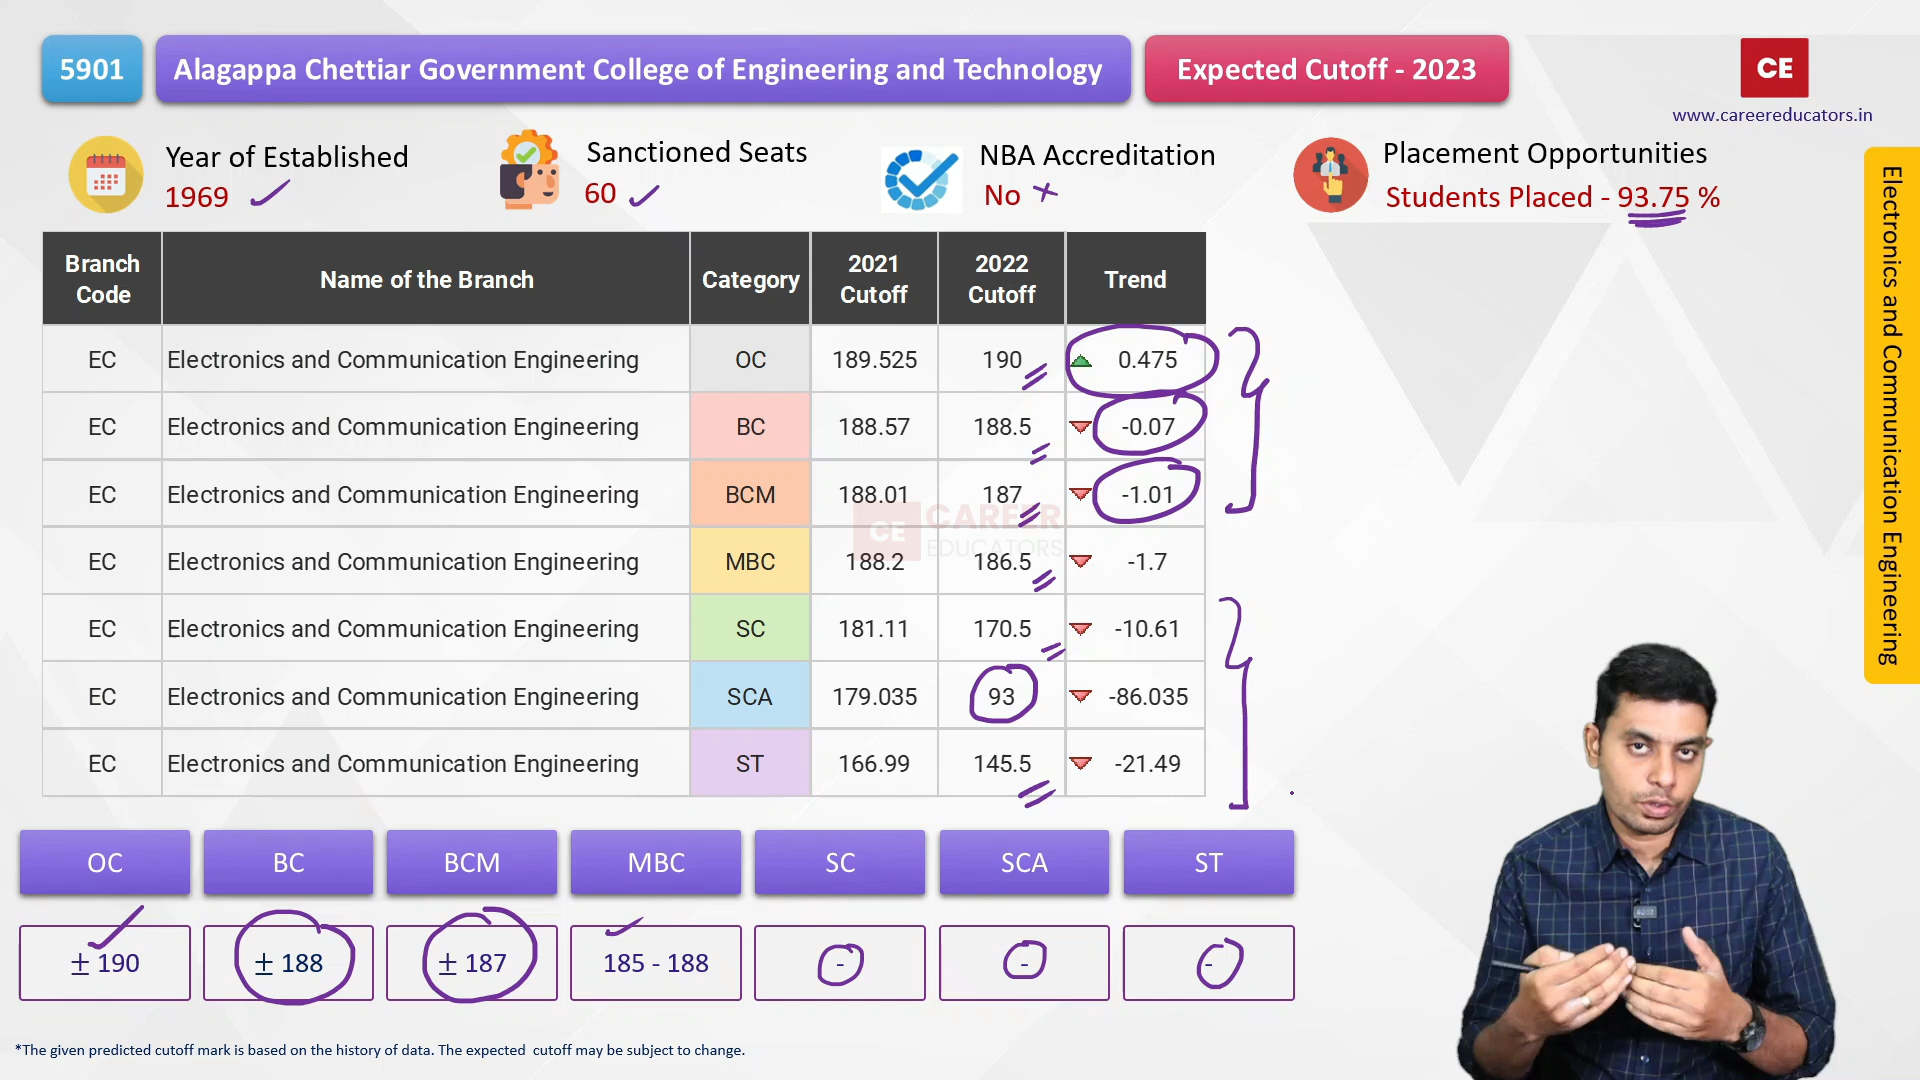 5901
Alagappa Chettiar Government College of Engineering and Technology
Expected Cutoff - 2023
CE
www.careereducators.in
Year of Established
1969
Sanctioned Seats
60
NBA Accreditation
No
Placement Opportunities
Students Placed - 93.75 %
Electronics and Communication Engineering
Branch Code Name of the Branch Category 2021 Cutoff 2022 Cutoff Trend
EC Electronics and Communication Engineering OC 189.525 190 0.475
EC Electronics and Communication Engineering BC 188.57 188.5 -0.07
EC Electronics and Communication Engineering BCM 188.01 187 -1.01
CE CAREER EDUCATORS
EC Electronics and Communication Engineering MBC 188.2 186.5 -1.7
EC Electronics and Communication Engineering SC 181.11 170.5 -10.61
EC Electronics and Communication Engineering SCA 179.035 93 -86.035
EC Electronics and Communication Engineering ST 166.99 145.5 -21.49
OC BC BCM MBC SC SCA ST
± 190 ± 188 ± 187 185 - 188 - - -
*The given predicted cutoff mark is based on the history of data. The expected cutoff may be subject to change.